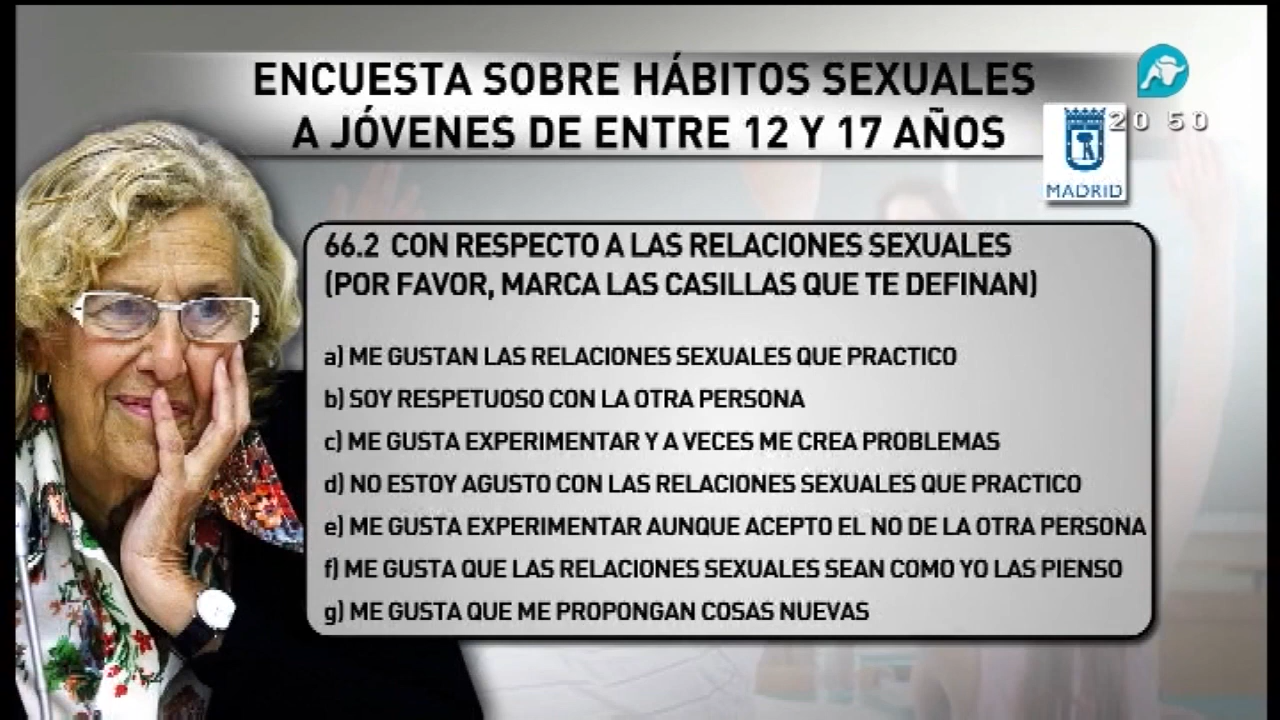 ENCUESTA SOBRE HÁBITOS SEXUALES
A JÓVENES DE ENTRE 12 Y 17 AÑOS
20 50
MADRID
66.2 CON RESPECTO A LAS RELACIONES SEXUALES
(POR FAVOR, MARCA LAS CASILLAS QUE TE DEFINAN)
a) ME GUSTAN LAS RELACIONES SEXUALES QUE PRACTICO
b) SOY RESPETUOSO CON LA OTRA PERSONA
c) ME GUSTA EXPERIMENTAR Y A VECES ME CREA PROBLEMAS
d) NO ESTOY AGUSTO CON LAS RELACIONES SEXUALES QUE PRACTICO
e) ME GUSTA EXPERIMENTAR AUNQUE ACEPTO EL NO DE LA OTRA PERSONA
f) ME GUSTA QUE LAS RELACIONES SEXUALES SEAN COMO YO LAS PIENSO
g) ME GUSTA QUE ME PROPONGAN COSAS NUEVAS